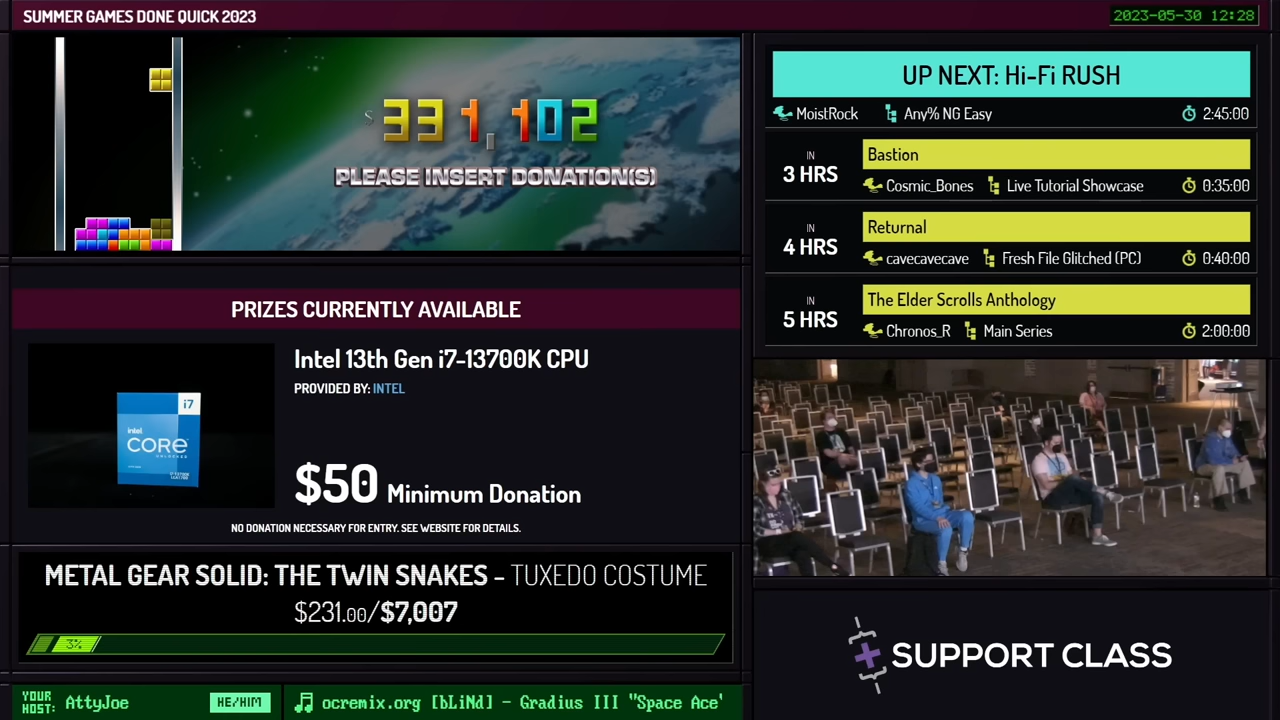 SUMMER GAMES DONE QUICK 2023
2023-05-30 12:28
$331,102
PLEASE INSERT DONATION(S)
PRIZES CURRENTLY AVAILABLE
Intel 13th Gen i7-13700K CPU
PROVIDED BY: INTEL
i7
intel
CORE
UNLOCKED
$50 Minimum Donation
NO DONATION NECESSARY FOR ENTRY. SEE WEBSITE FOR DETAILS.
METAL GEAR SOLID: THE TWIN SNAKES - TUXEDO COSTUME
$231.00/$7,007
3%
YOUR HOST: AttyJoe HE/HIM
ocremix.org [bLiNd] - Gradius III "Space Ace'
UP NEXT: Hi-Fi RUSH
MoistRock Any% NG Easy 2:45:00
IN 3 HRS
Bastion
Cosmic_Bones Live Tutorial Showcase 0:35:00
IN 4 HRS
Returnal
cavecavecave Fresh File Glitched (PC) 0:40:00
IN 5 HRS
The Elder Scrolls Anthology
Chronos_R Main Series 2:00:00
SUPPORT CLASS